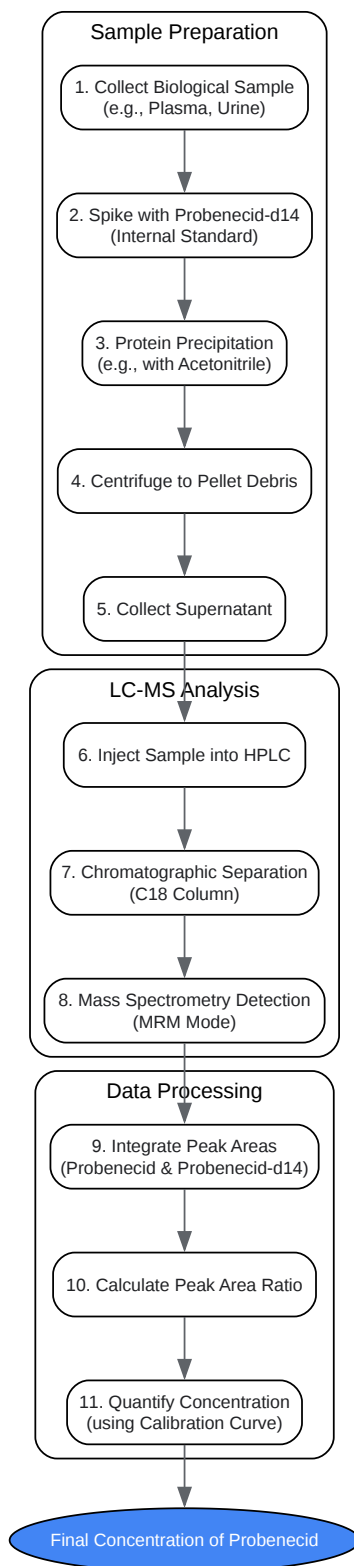 Sample Preparation
1. Collect Biological Sample
(e.g., Plasma, Urine)
2. Spike with Probenecid-d14
(Internal Standard)
3. Protein Precipitation
(e.g., with Acetonitrile)
4. Centrifuge to Pellet Debris
5. Collect Supernatant
LC-MS Analysis
6. Inject Sample into HPLC
7. Chromatographic Separation
(C18 Column)
8. Mass Spectrometry Detection
(MRM Mode)
Data Processing
9. Integrate Peak Areas
(Probenecid & Probenecid-d14)
10. Calculate Peak Area Ratio
11. Quantify Concentration
(using Calibration Curve)
Final Concentration of Probenecid